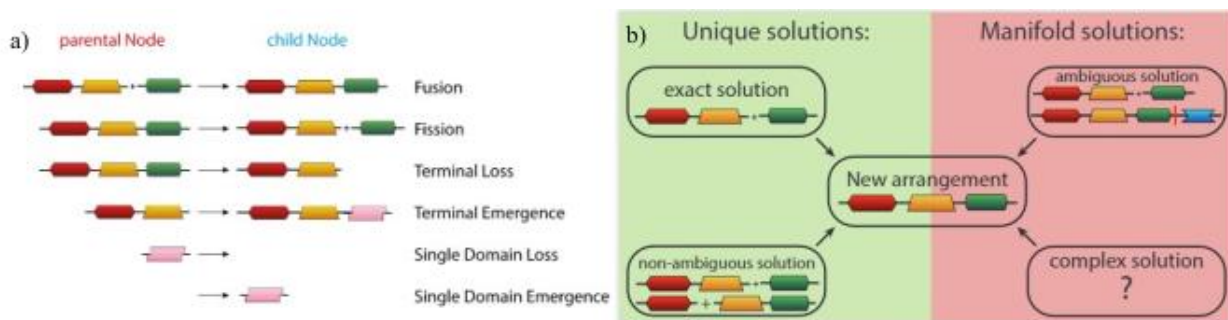 a)
parental Node
child Node
Fusion
Fission
Terminal Loss
Terminal Emergence
Single Domain Loss
Single Domain Emergence
b)
Unique solutions:
Manifold solutions:
exact solution
ambiguous solution
New arrangement
non-ambiguous solution
complex solution
?